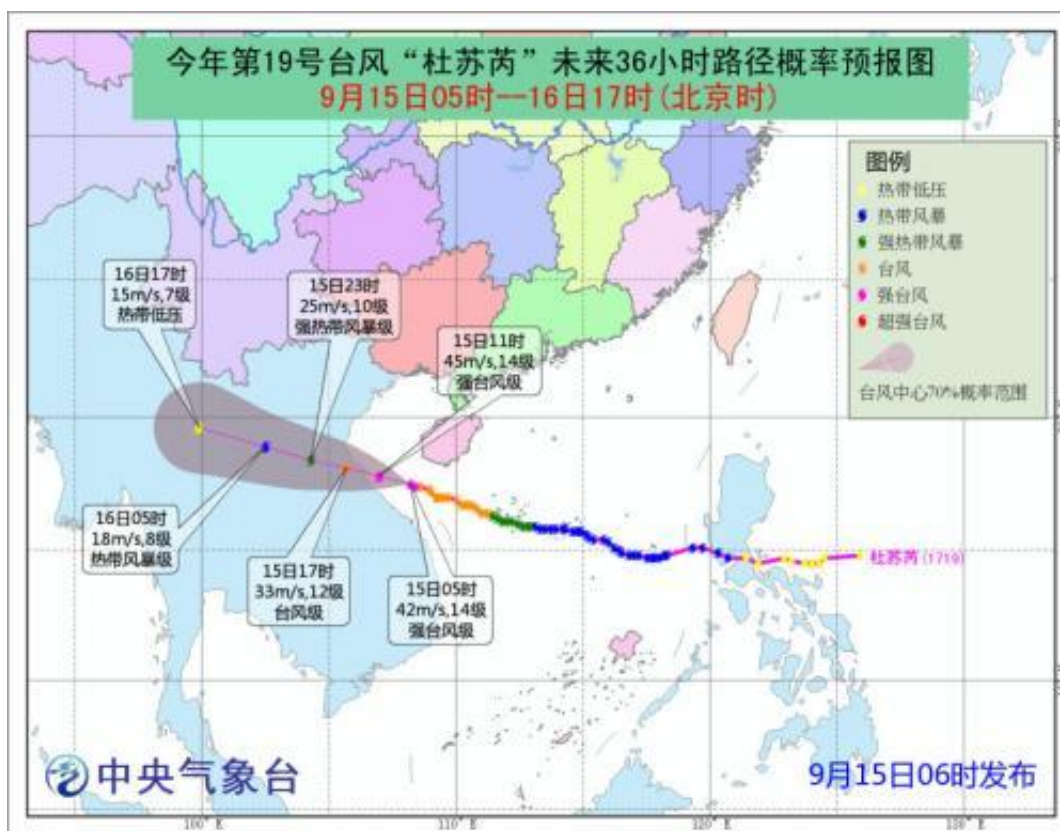 今年第19号台风“杜苏芮”未来36小时路径概率预报图
9月15日05时--16日17时(北京时)
图例
热带低压
热带风暴
强热带风暴
台风
强台风
超强台风
台风中心70%概率范围
16日17时
15m/s,7级
热带低压
15日23时
25m/s,10级
强热带风暴级
15日11时
45m/s,14级
强台风级
16日05时
18m/s,8级
热带风暴级
15日17时
33m/s,12级
台风级
15日05时
42m/s,14级
强台风级
杜苏芮(1719)
中央气象台
9月15日06时发布
100° E
110° E
120° E
130° E